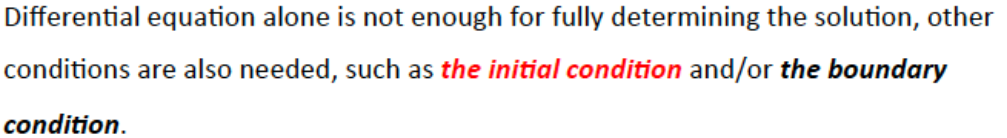 Differential equation alone is not enough for fully determining the solution, other
conditions are also needed, such as the initial condition and/or the boundary
condition.